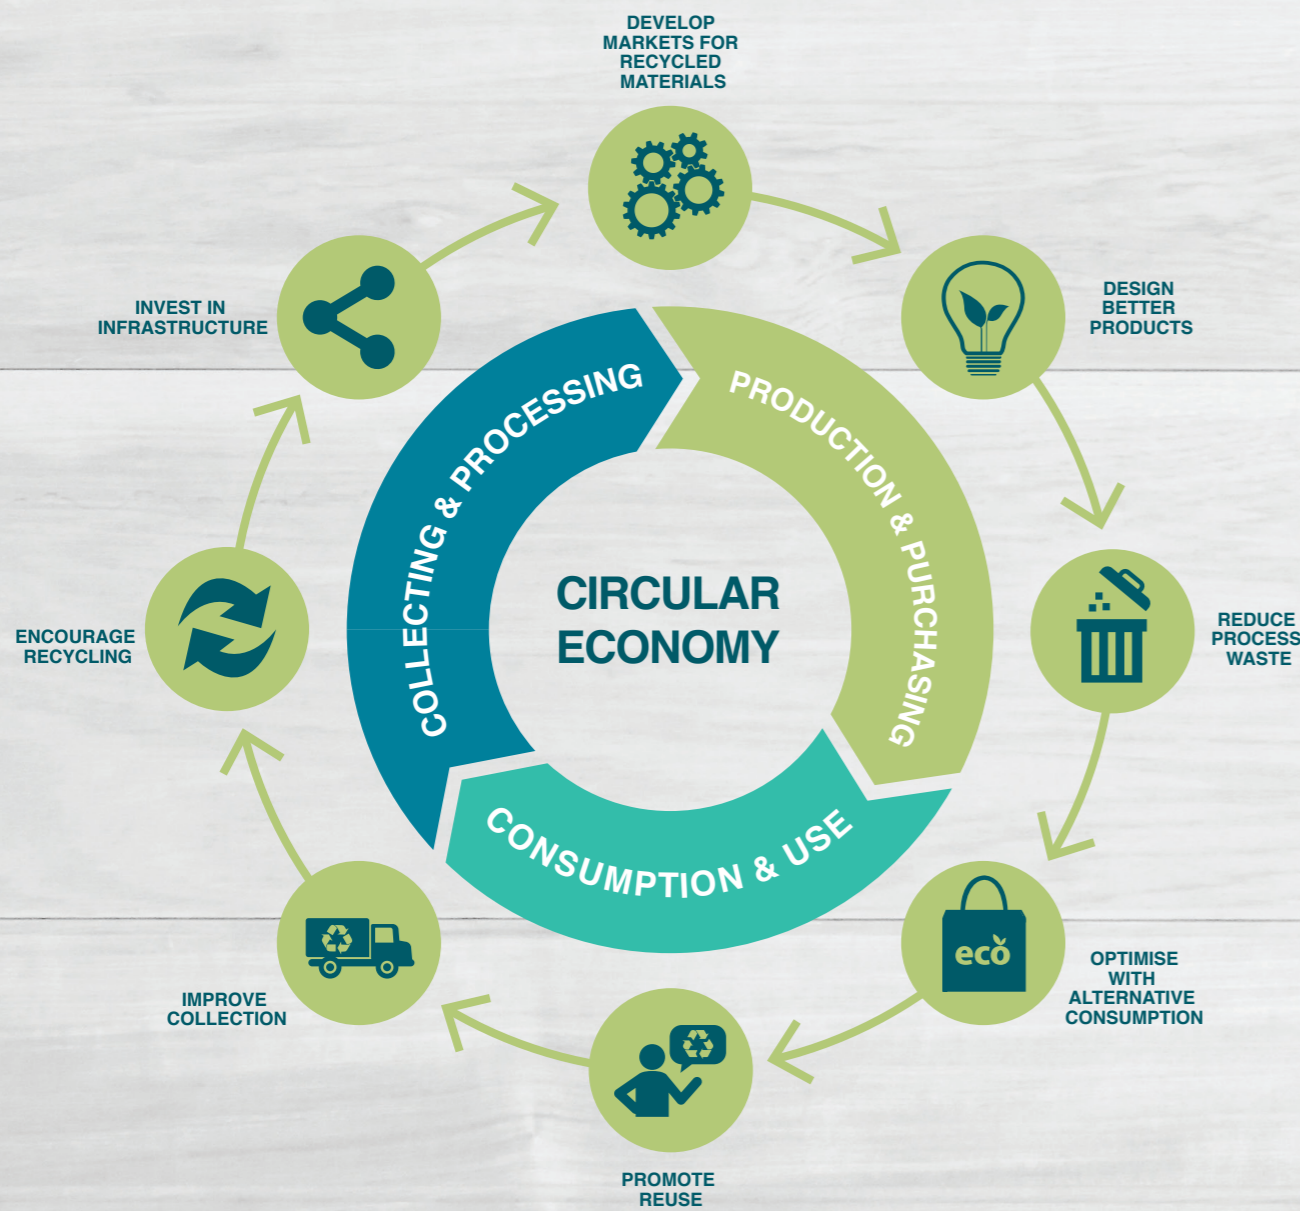 DEVELOP
MARKETS FOR
RECYCLED
MATERIALS
DESIGN
BETTER
PRODUCTS
REDUCE
PROCESS
WASTE
eco
OPTIMISE
WITH
ALTERNATIVE
CONSUMPTION
PROMOTE
REUSE
IMPROVE
COLLECTION
ENCOURAGE
RECYCLING
INVEST IN
INFRASTRUCTURE
COLLECTING & PROCESSING
PRODUCTION & PURCHASING
CONSUMPTION & USE
CIRCULAR
ECONOMY